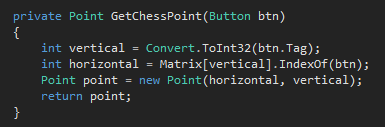 private Point GetChessPoint(Button btn)
{
    int vertical = Convert.ToInt32(btn.Tag);
    int horizontal = Matrix[vertical].IndexOf(btn);
    Point point = new Point(horizontal, vertical);
    return point;
}